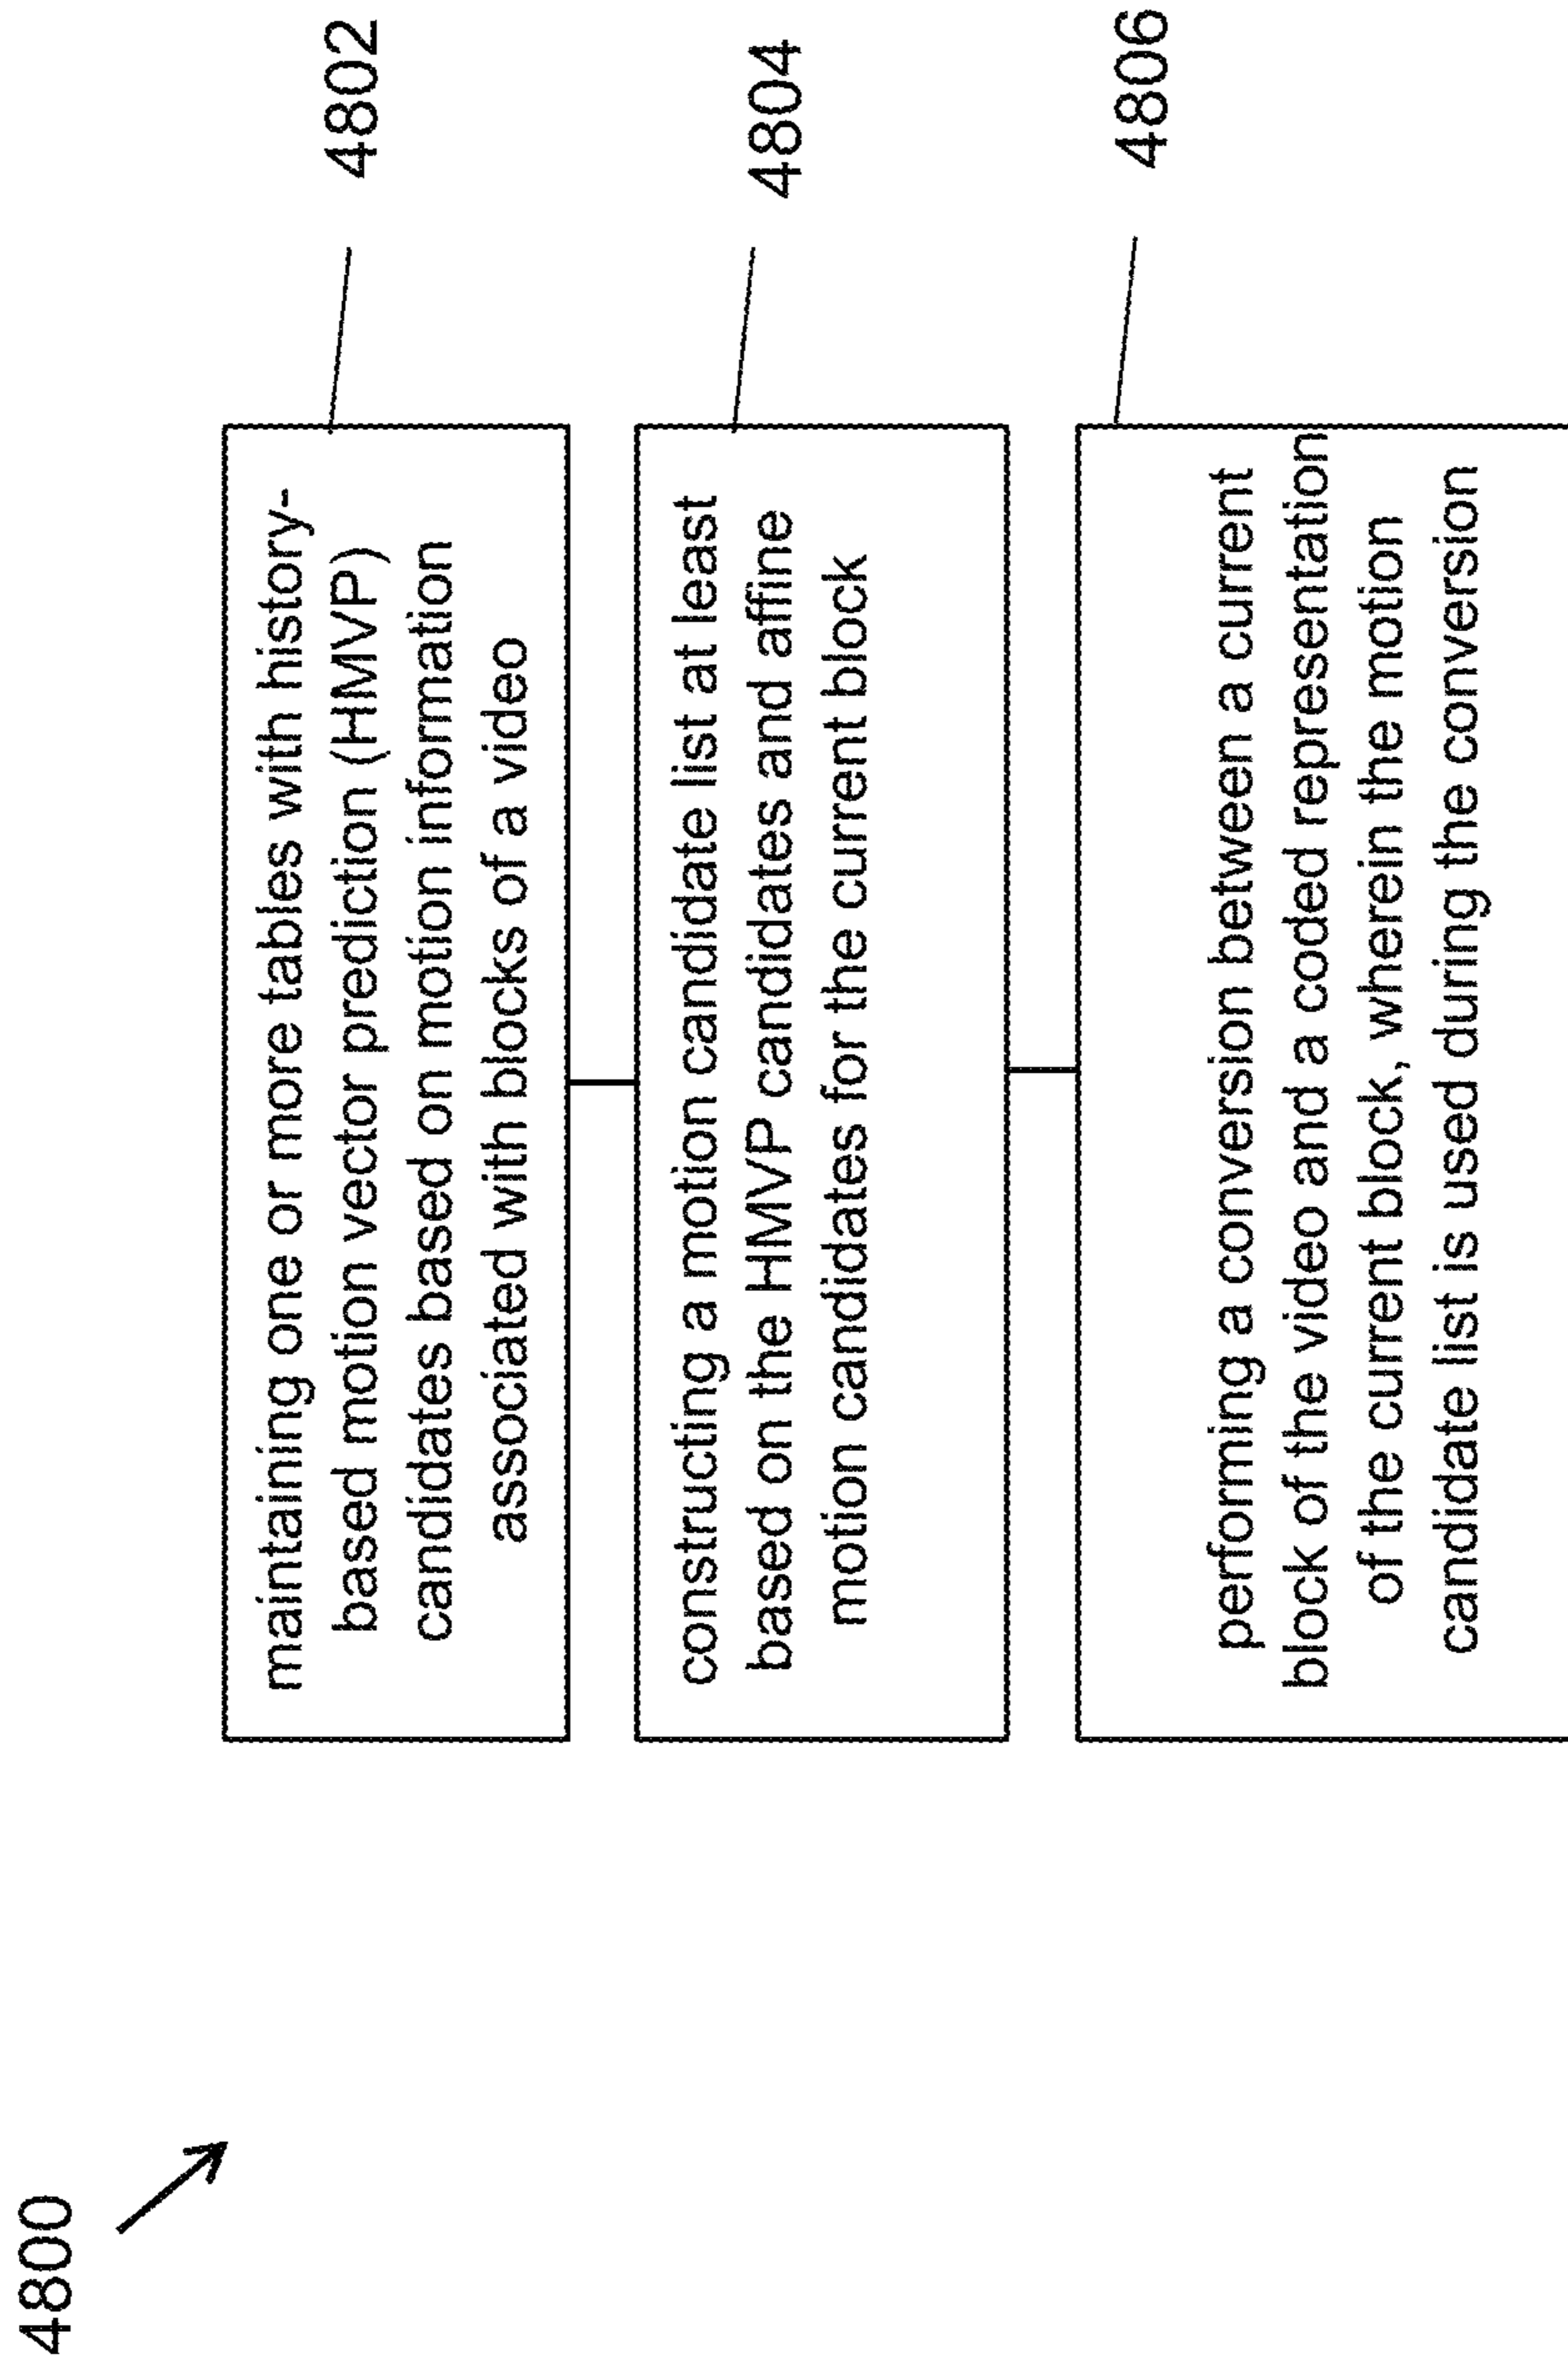 4800
maintaining one or more tables with history-
based motion vector prediction (HMVP)
candidates based on motion information
associated with blocks of a video
4802
constructing a motion candidate list at least
based on the HMVP candidates and affine
motion candidates for the current block
4804
performing a conversion between a current
block of the video and a coded representation
of the current block, wherein the motion
candidate list is used during the conversion
4806